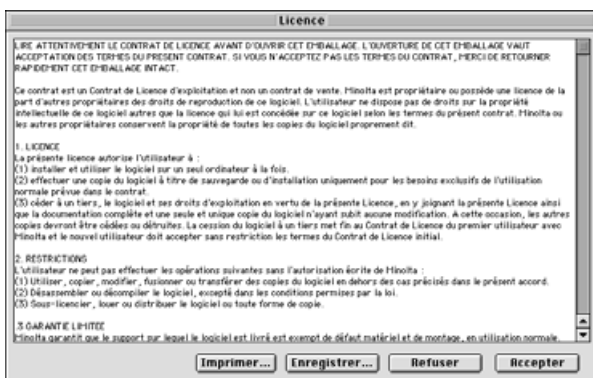 Licence
LIRE ATTENTIVEMENT LE CONTRAT DE LICENCE AVANT D'OUVRIR CET EMBALLAGE. L'OUVERTURE DE CET EMBALLAGE VAUT
ACCEPTATION DES TERMES DU PRESENT CONTRAT. SI VOUS N'ACCEPTEZ PAS LES TERMES DU CONTRAT, MERCI DE RETOURNER
RAPIDEMENT CET EMBALLAGE INTACT.
Ce contrat est un Contrat de Licence d'exploitation et non un contrat de vente. Minolta est propriétaire ou possède une licence de la
part d'autres propriétaires des droits de reproduction de ce logiciel. L'utilisateur ne dispose pas de droits sur la propriété
intellectuelle de ce logiciel autres que la licence qui lui est concédée sur ce logiciel selon les termes du présent contrat. Minolta ou
les autres propriétaires conservent la propriété de toutes les copies du logiciel proprement dit.
1. LICENCE
La présente licence autorise l'utilisateur à :
(1) installer et utiliser le logiciel sur un seul ordinateur à la fois.
(2) effectuer une copie du logiciel à titre de sauvegarde ou d'installation uniquement pour les besoins exclusifs de l'utilisation
normale prévue dans le contrat.
(3) céder à un tiers, le logiciel et ses droits d'exploitation en vertu de la présente Licence, en y joignant la présente Licence ainsi
que la documentation complète et une seule et unique copie du logiciel n'ayant subit aucune modification. A cette occasion, les autres
copies devront être cédées ou détruites. La cession du logiciel à un tiers met fin au Contrat de Licence du premier utilisateur avec
Minolta et le nouvel utilisateur doit accepter sans restriction les termes du Contrat de Licence initial.
2. RESTRICTIONS
L'utilisateur ne peut pas effectuer les opérations suivantes sans l'autorisation écrite de Minolta :
(1) Utiliser, copier, modifier, fusionner ou transférer des copies du logiciel en dehors des cas précisés dans le présent accord.
(2) Désassembler ou décompiler le logiciel, excepté dans les conditions permises par la loi.
(3) Sous-licencier, louer ou distribuer le logiciel ou toute forme de copie.
3 GARANTIE LIMITEE
Minolta garantit que le support sur lequel le logiciel est livré est exempt de défaut matériel et de montage, en utilisation normale.
Imprimer... Enregistrer... Refuser Accepter